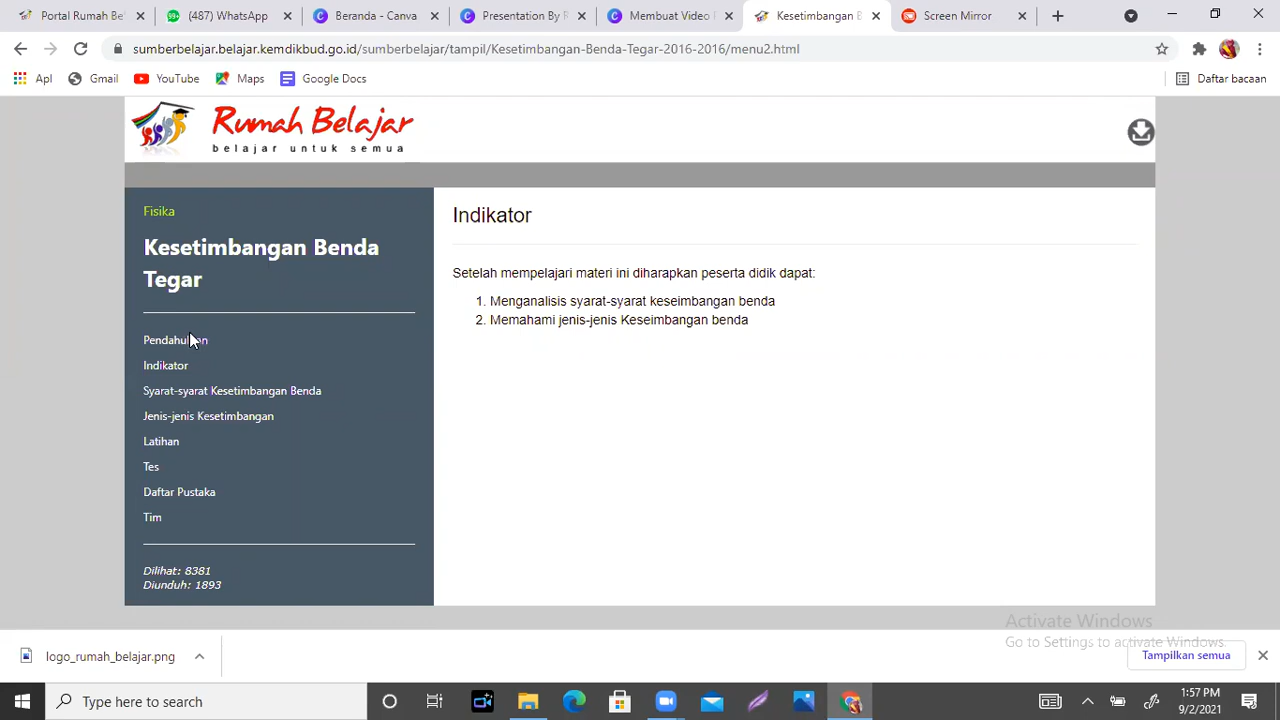 Portal Rumah Be
(487) WhatsApp
Beranda - Canva
Presentation By R
Membuat Video
Kesetimbangan B
Screen Mirror
sumberbelajar.belajar.kemdikbud.go.id/sumberbelajar/tampil/Kesetimbangan-Benda-Tegar-2016-2016/menu2.html
Apl
Gmail
YouTube
Maps
Google Docs
Daftar bacaan
Rumah Belajar
belajar untuk semua
Fisika
Kesetimbangan Benda
Tegar
Pendahuluan
Indikator
Syarat-syarat Kesetimbangan Benda
Jenis-jenis Kesetimbangan
Latihan
Tes
Daftar Pustaka
Tim
Dilihat: 8381
Diunduh: 1893
Indikator
Setelah mempelajari materi ini diharapkan peserta didik dapat:
1. Menganalisis syarat-syarat keseimbangan benda
2. Memahami jenis-jenis Keseimbangan benda
Activate Windows
Go to Settings to activate Windows.
logo_rumah_belajar.png
Tampilkan semua
Type here to search
1:57 PM
9/2/2021